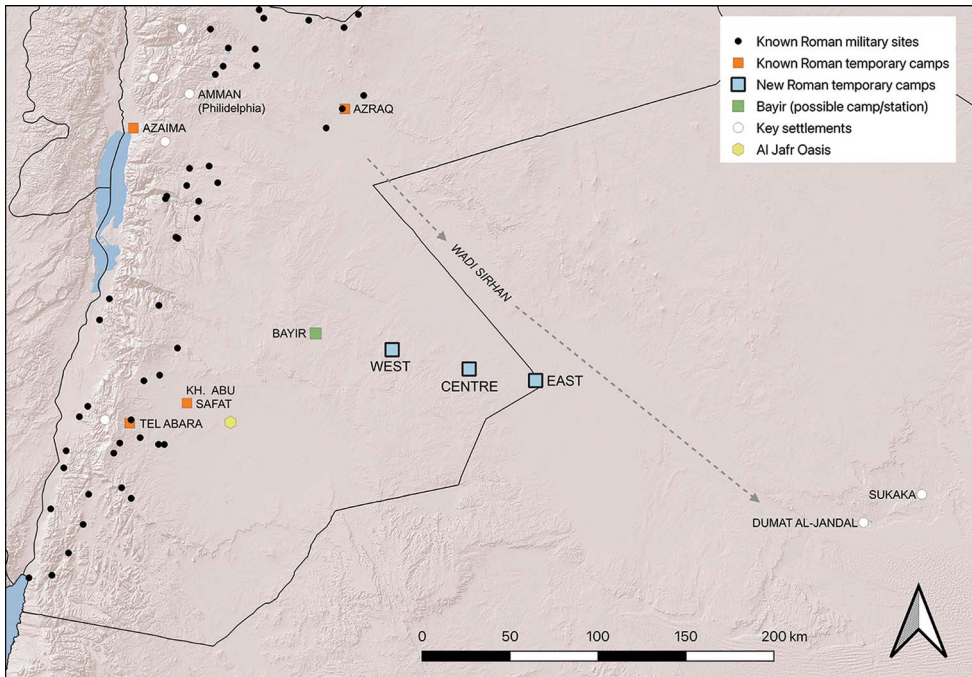 Known Roman military sites
Known Roman temporary camps
New Roman temporary camps
Bayir (possible camp/station)
Key settlements
Al Jafr Oasis
AMMAN
(Philidelphia)
AZRAQ
AZAIMA
WADI SIRHAN
BAYIR
WEST
CENTRE
EAST
KH. ABU
SAFAT
TEL ABARA
SUKAKA
DUMAT AL-JANDAL
0 50 100 150 200 km